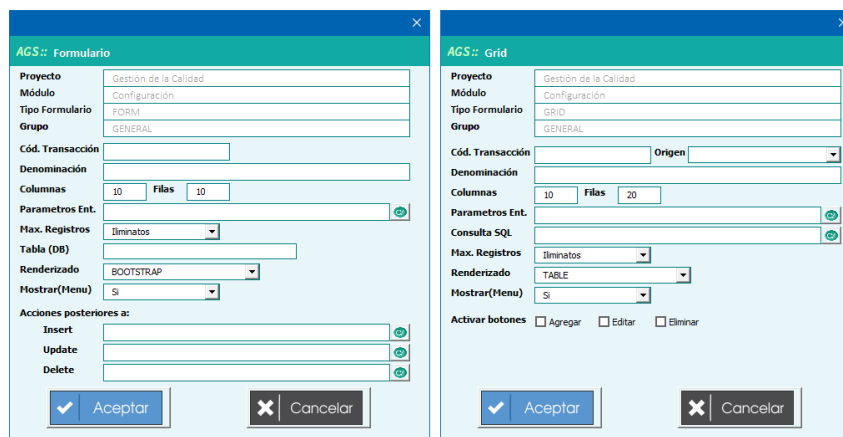 AGS:: Formulario
Proyecto Gestión de la Calidad
Módulo Configuración
Tipo Formulario FORM
Grupo GENERAL
Cód. Transacción
Denominación
Columnas 10 Filas 10
Parametros Ent.
Max. Registros Iliminatos
Tabla (DB)
Renderizado BOOTSTRAP
Mostrar(Menu) Si
Acciones posteriores a:
Insert
Update
Delete
Aceptar Cancelar
AGS:: Grid
Proyecto Gestión de la Calidad
Módulo Configuración
Tipo Formulario GRID
Grupo GENERAL
Cód. Transacción Origen
Denominación
Columnas 10 Filas 20
Parametros Ent.
Consulta SQL
Max. Registros Iliminatos
Renderizado TABLE
Mostrar(Menu) Si
Activar botones Agregar Editar Eliminar
Aceptar Cancelar